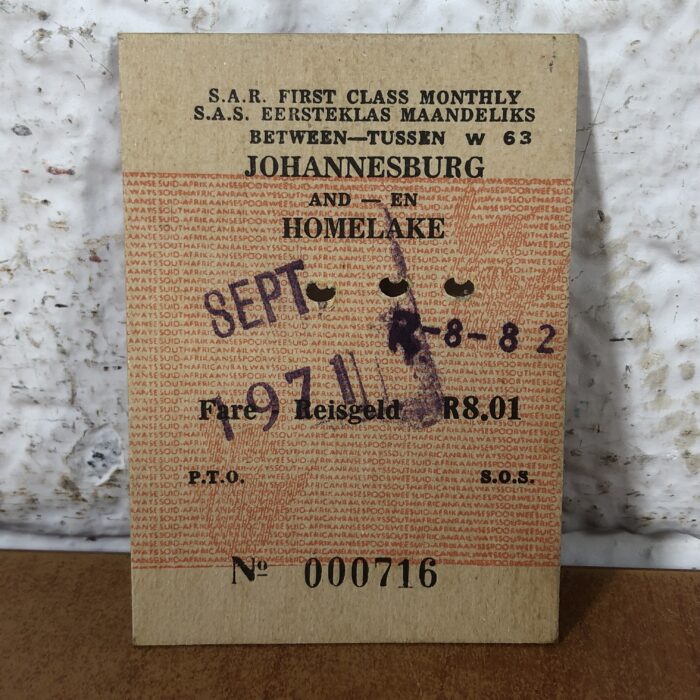 S.A.R. FIRST CLASS MONTHLY
S.A.S. EERSTEKLAS MAANDELIKS
BETWEEN—TUSSEN W 63
JOHANNESBURG
AND — EN
HOMELAKE
SEPT.
R-8-82
1971
Fare Reisgeld R8.01
P.T.O. S.O.S.
Nº 000716